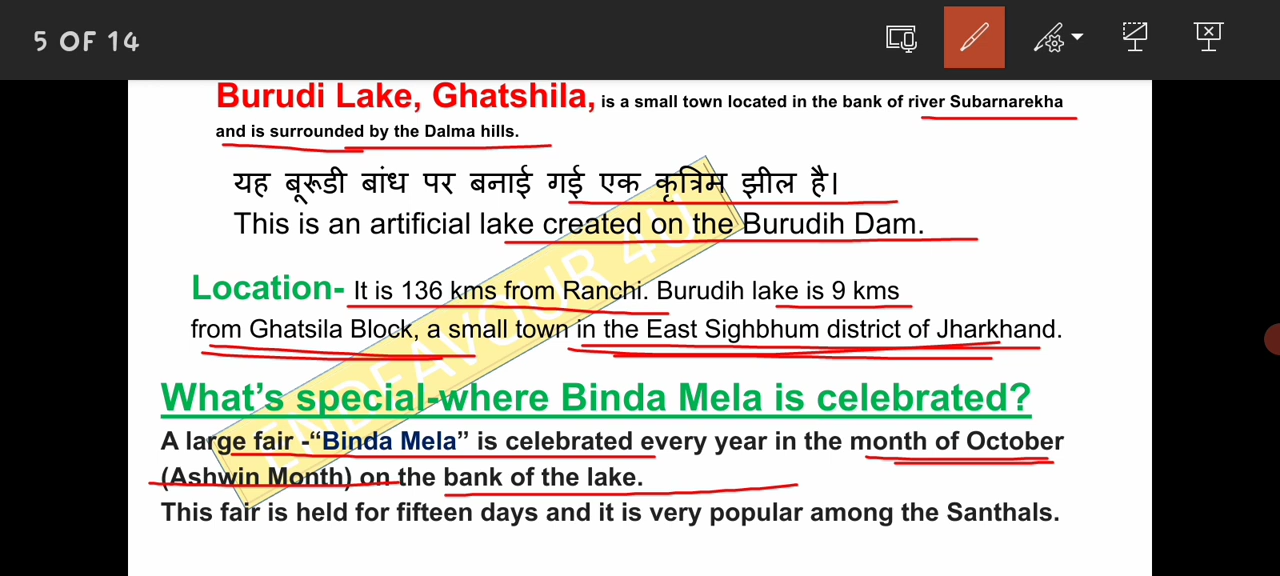 5 OF 14
Burudi Lake, Ghatshila, is a small town located in the bank of river Subarnarekha
and is surrounded by the Dalma hills.
यह बूरूडी बांध पर बनाई गई एक कृत्रिम झील है।
This is an artificial lake created on the Burudih Dam.
Location- It is 136 kms from Ranchi. Burudih lake is 9 kms
from Ghatsila Block, a small town in the East Sighbhum district of Jharkhand.
ENDEAVOUR 4U
What's special-where Binda Mela is celebrated?
A large fair -“Binda Mela” is celebrated every year in the month of October
(Ashwin Month) on the bank of the lake.
This fair is held for fifteen days and it is very popular among the Santhals.